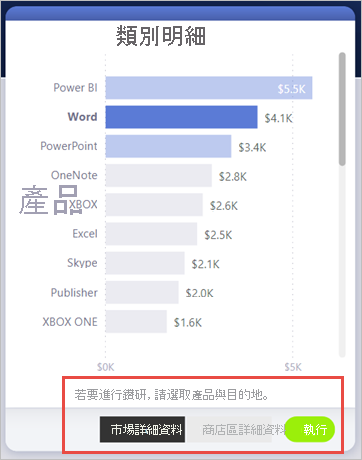 類別明細
Power BI $5.5K
Word $4.1K
PowerPoint $3.4K
OneNote $2.8K
產品
XBOX $2.6K
Excel $2.5K
Skype $2.1K
Publisher $2.0K
XBOX ONE $1.6K
$0K $5K
若要進行鑽研,請選取產品與目的地。
市場詳細資料 商店區詳細資料 執行